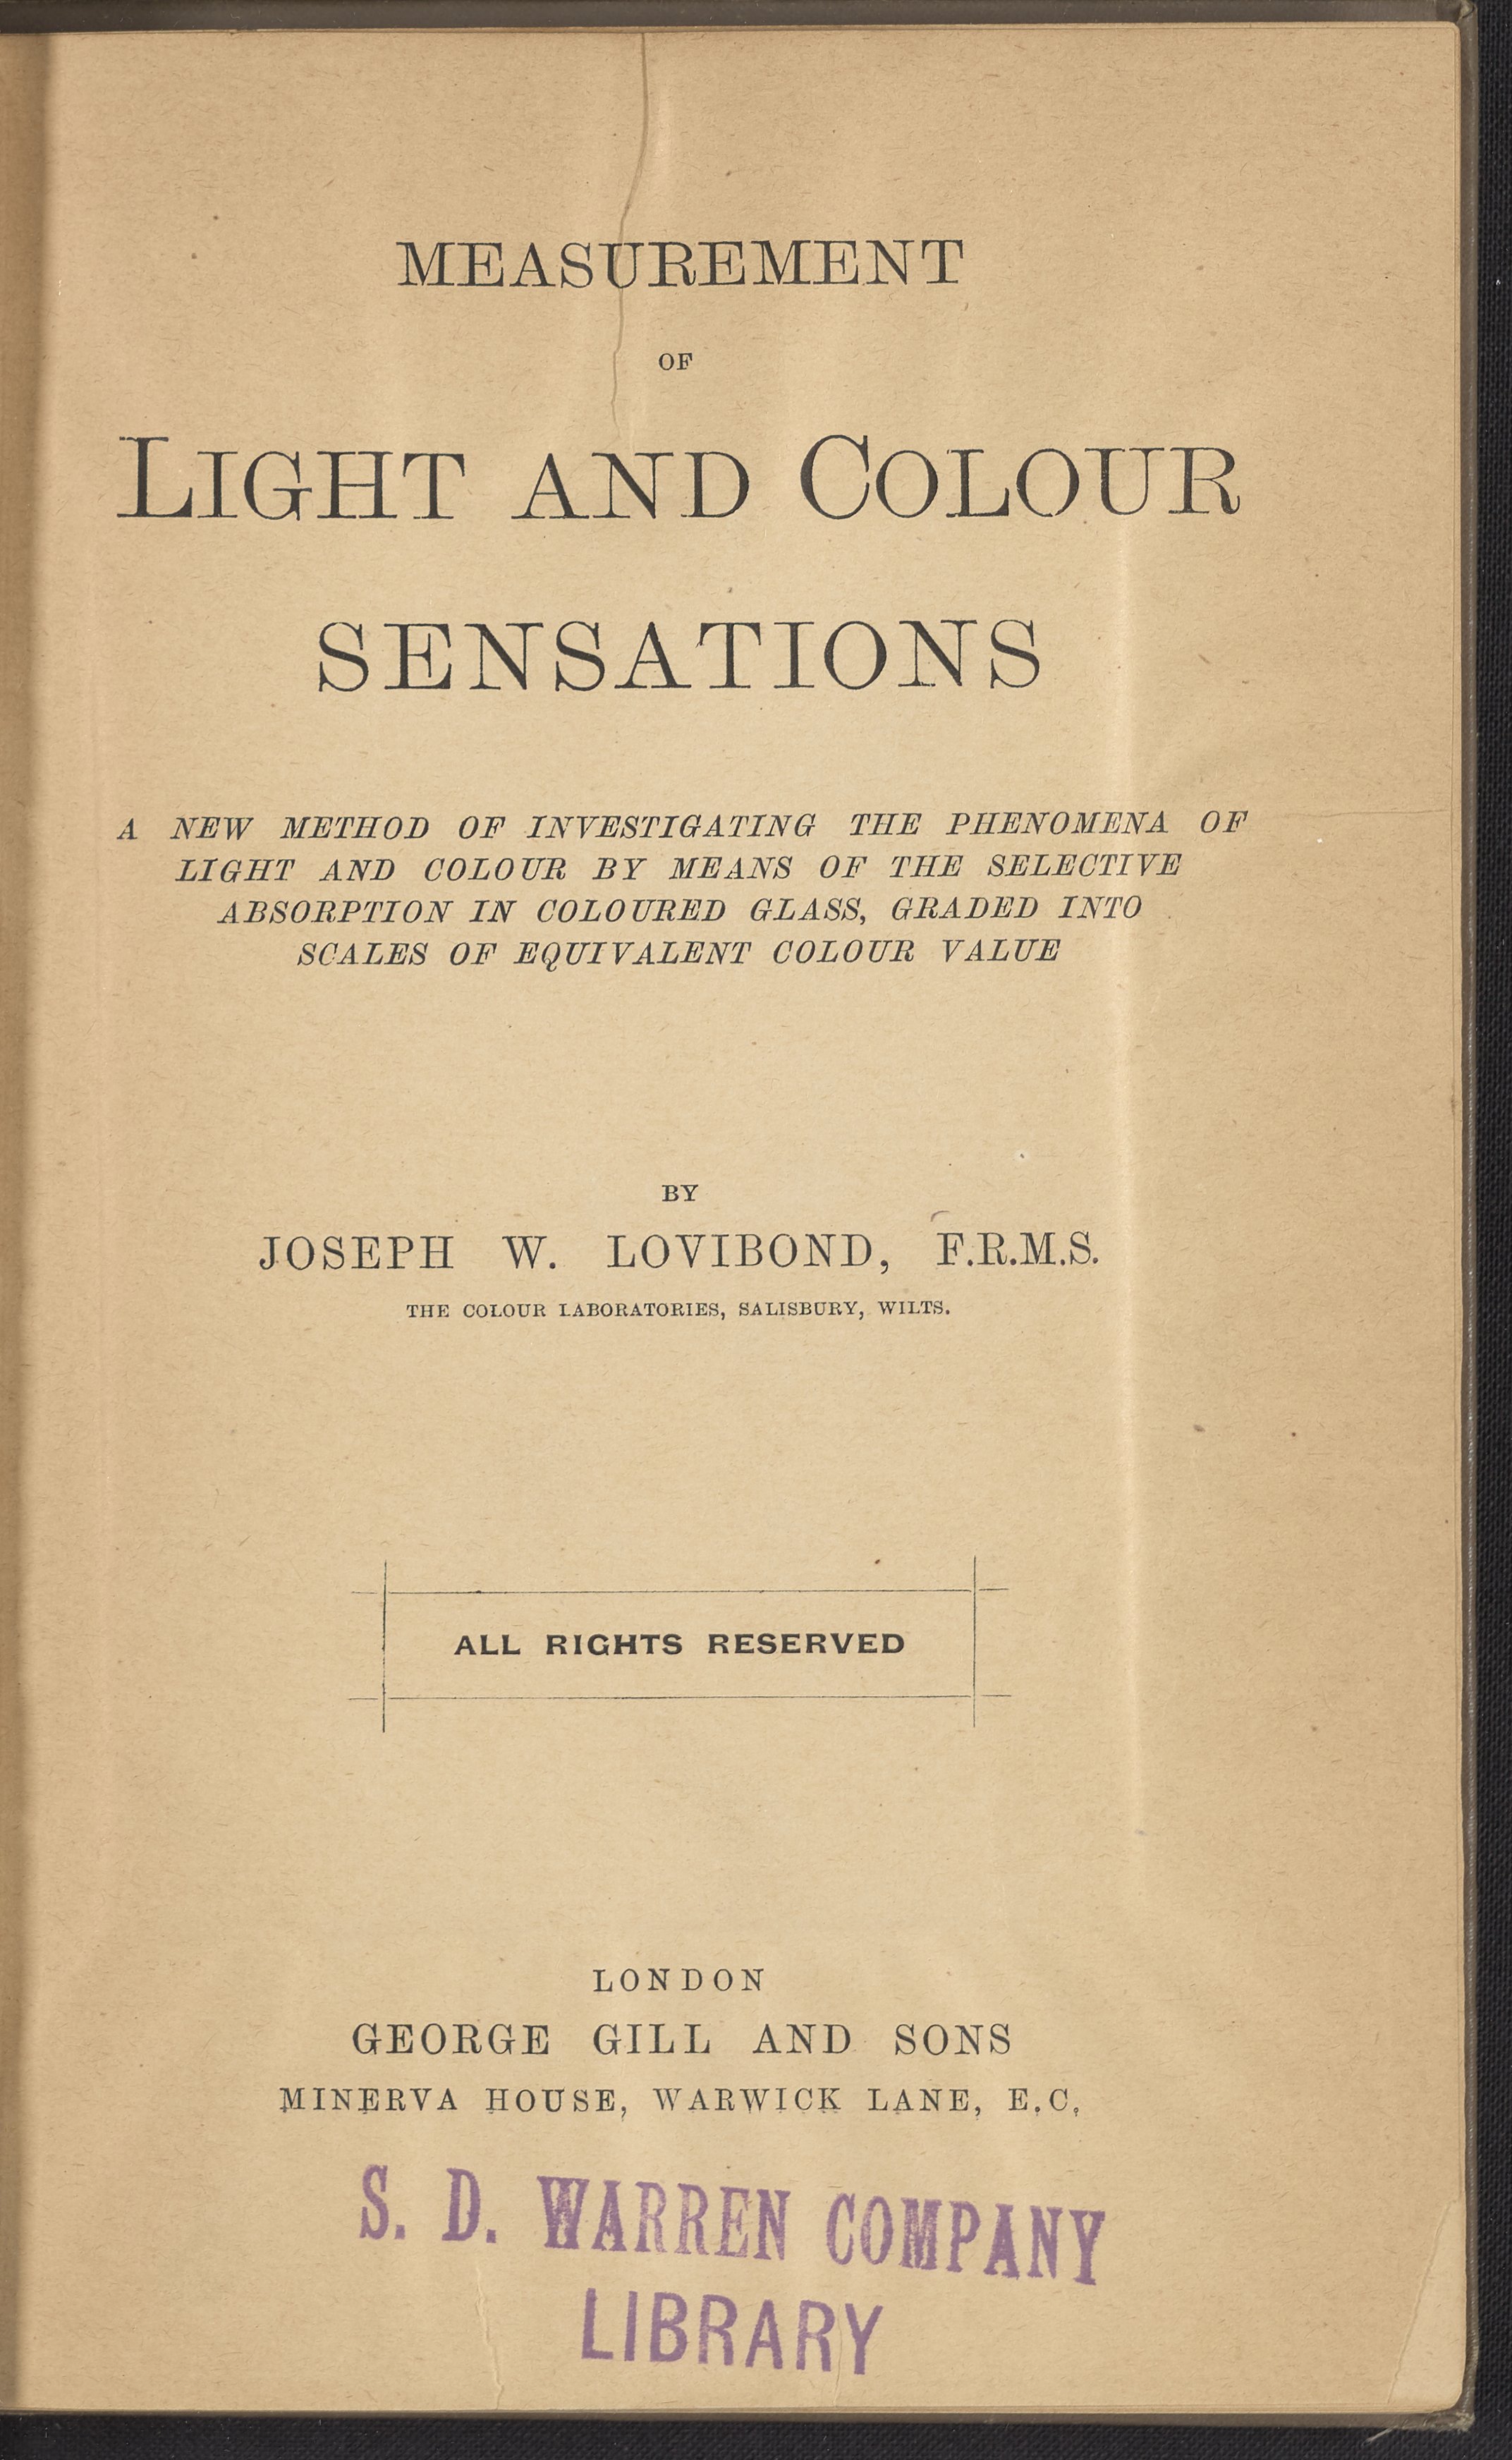 MEASUREMENT
OF
LIGHT AND COLOUR
SENSATIONS
A NEW METHOD OF INVESTIGATING THE PHENOMENA OF
LIGHT AND COLOUR BY MEANS OF THE SELECTIVE
ABSORPTION IN COLOURED GLASS, GRADED INTO
SCALES OF EQUIVALENT COLOUR VALUE
BY
JOSEPH W. LOVIBOND, F.R.M.S.
THE COLOUR LABORATORIES, SALISBURY, WILTS.
ALL RIGHTS RESERVED
LONDON
GEORGE GILL AND SONS
MINERVA HOUSE, WARWICK LANE, E.C.
S. D. WARREN COMPANY
LIBRARY